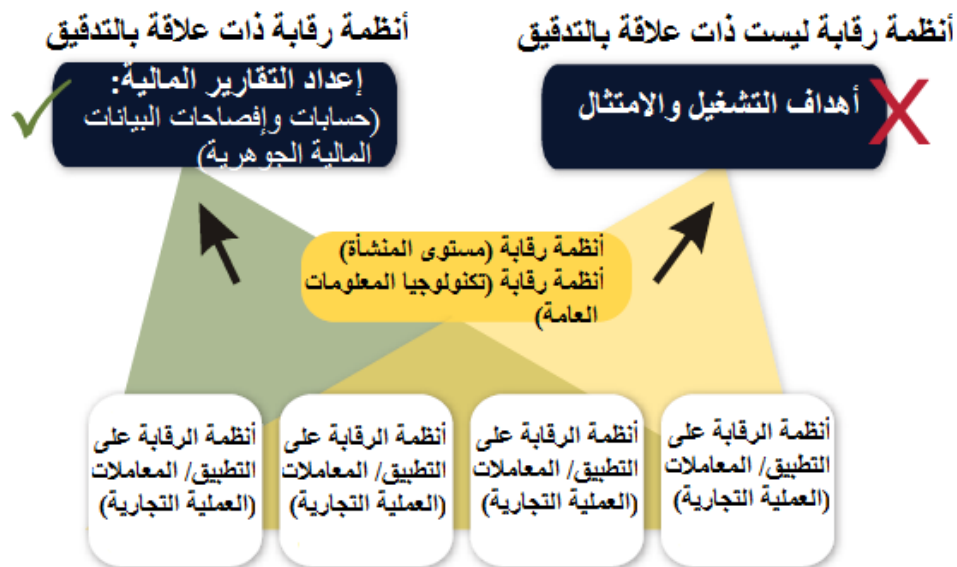 أنظمة رقابة ليست ذات علاقة بالتدقيق
أنظمة رقابة ذات علاقة بالتدقيق
أهداف التشغيل والامتثال
إعداد التقارير المالية:
(حسابات وإفصاحات البيانات
المالية الجوهرية)
أنظمة رقابة (مستوى المنشأة)
أنظمة رقابة (تكنولوجيا المعلومات
العامة)
أنظمة الرقابة على
التطبيق/ المعاملات
(العملية التجارية)
أنظمة الرقابة على
التطبيق/ المعاملات
(العملية التجارية)
أنظمة الرقابة على
التطبيق/ المعاملات
(العملية التجارية)
أنظمة الرقابة على
التطبيق/ المعاملات
(العملية التجارية)